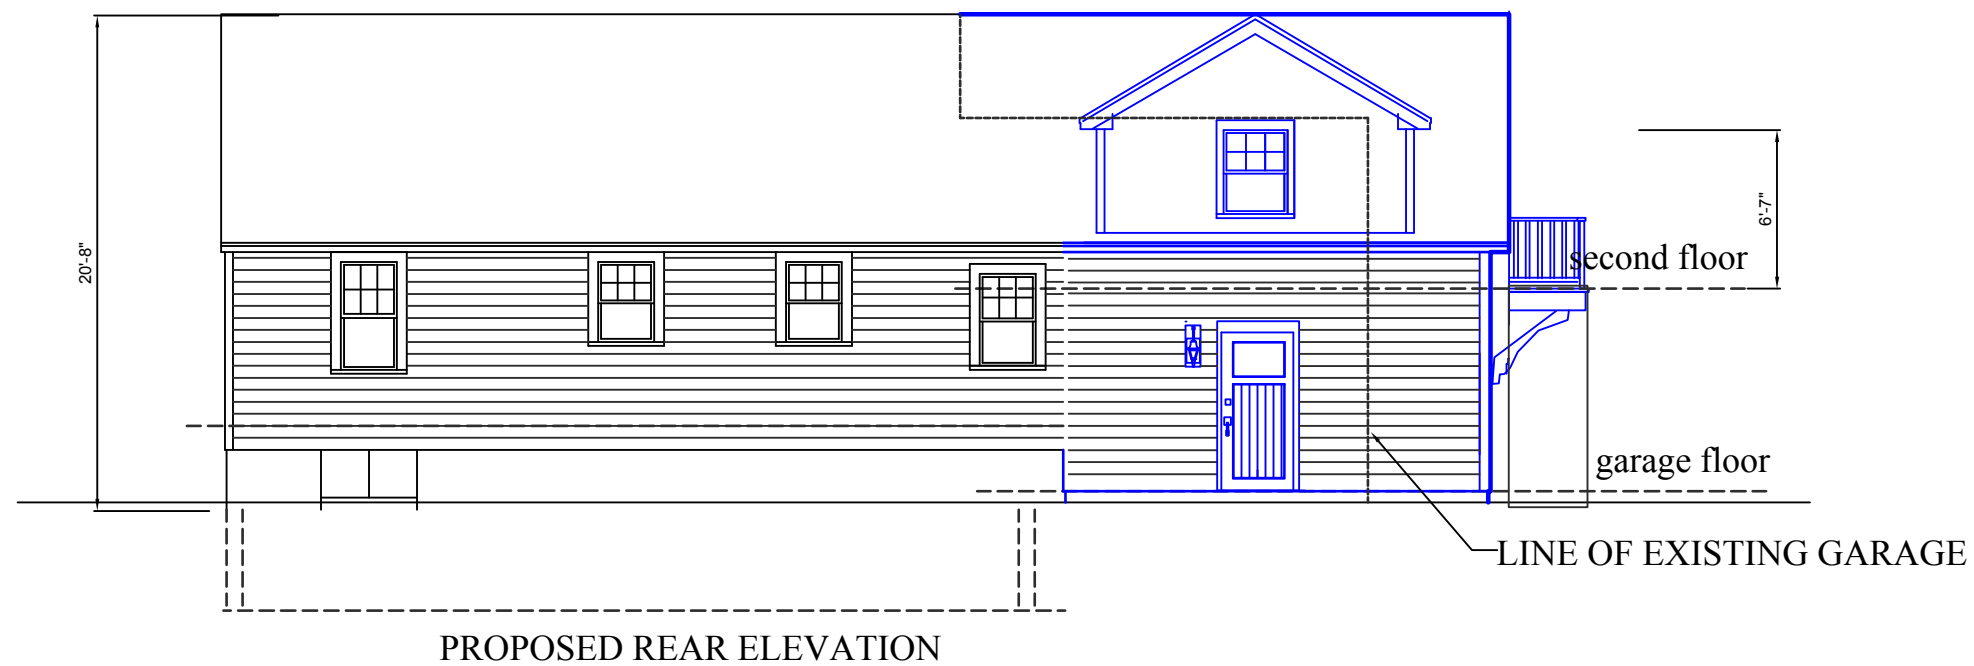 20'-8"
6'-7"
second floor
garage floor
LINE OF EXISTING GARAGE
PROPOSED REAR ELEVATION